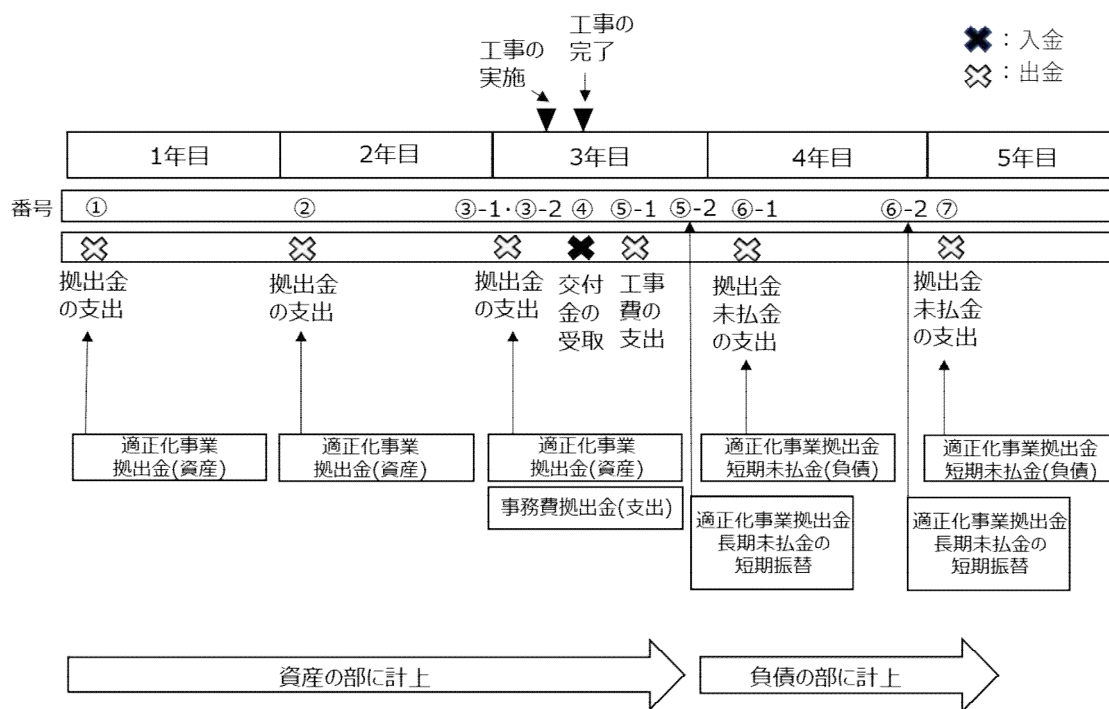 工事の
実施
工事の
完了
：入金
：出金
1年目
2年目
3年目
4年目
5年目
番号
①
②
③-1・③-2
④
⑤-1
⑤-2
⑥-1
⑥-2
⑦
拠出金
の支出
拠出金
の支出
拠出金
の支出
交付
金の
受取
工事
費の
支出
拠出金
未払金
の支出
拠出金
未払金
の支出
適正化事業
拠出金(資産)
適正化事業
拠出金(資産)
適正化事業
拠出金(資産)
事務費拠出金(支出)
適正化事業拠出金
短期未払金(負債)
適正化事業拠出金
長期未払金の
短期振替
適正化事業拠出金
短期未払金(負債)
適正化事業拠出金
長期未払金の
短期振替
資産の部に計上
負債の部に計上